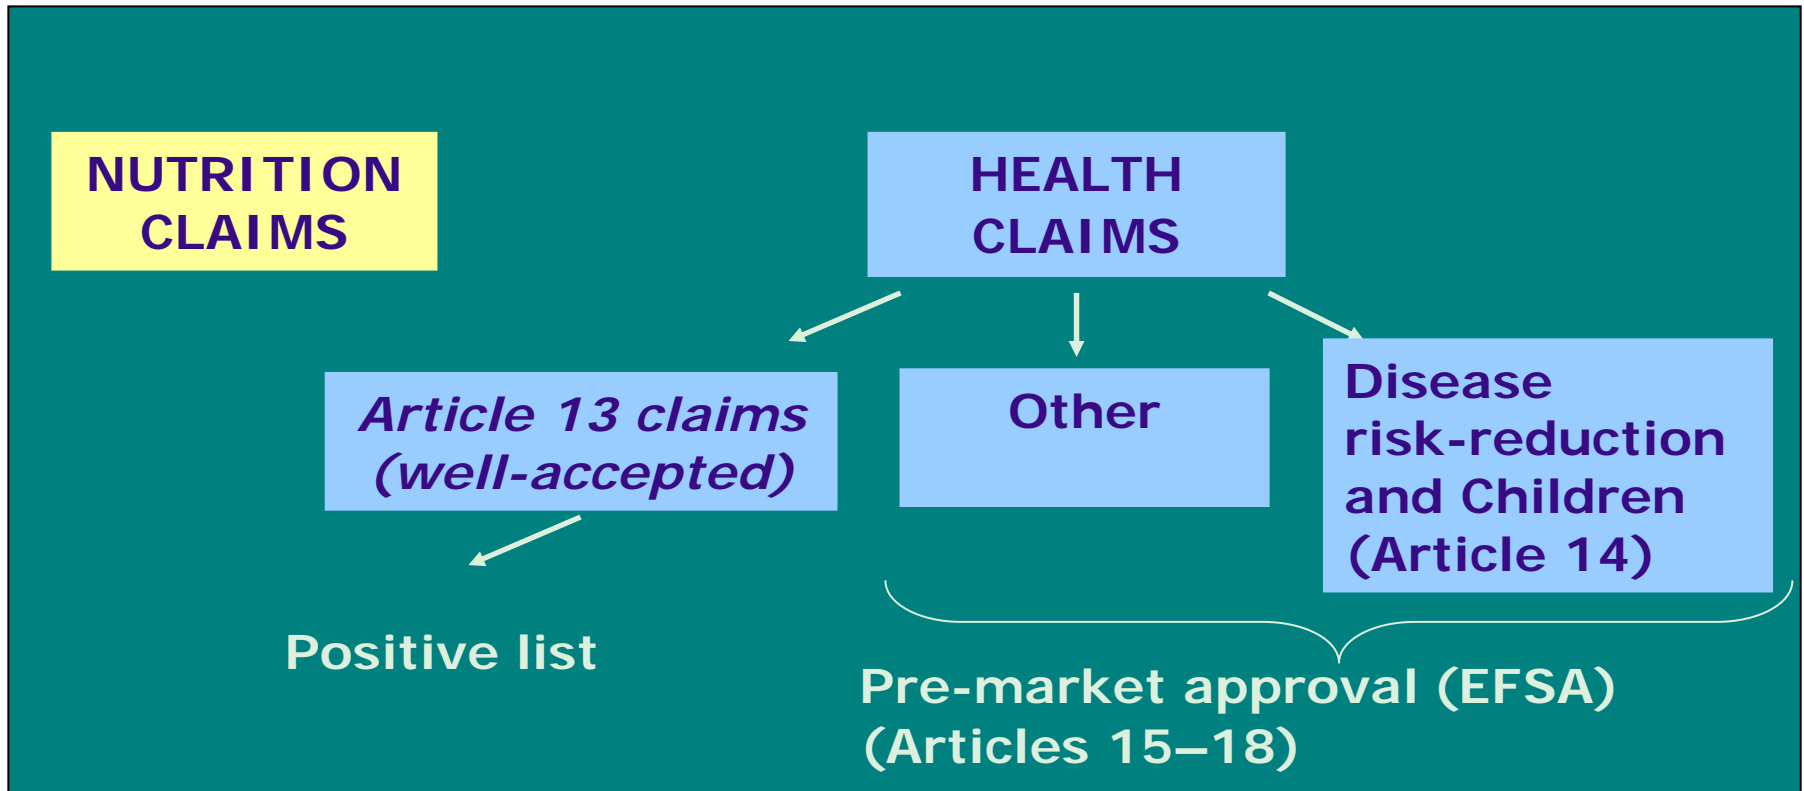 NUTRITION
CLAIMS
HEALTH
CLAIMS
Article 13 claims
(well-accepted)
Other
Disease
risk-reduction
and Children
(Article 14)
Positive list
Pre-market approval (EFSA)
(Articles 15–18)